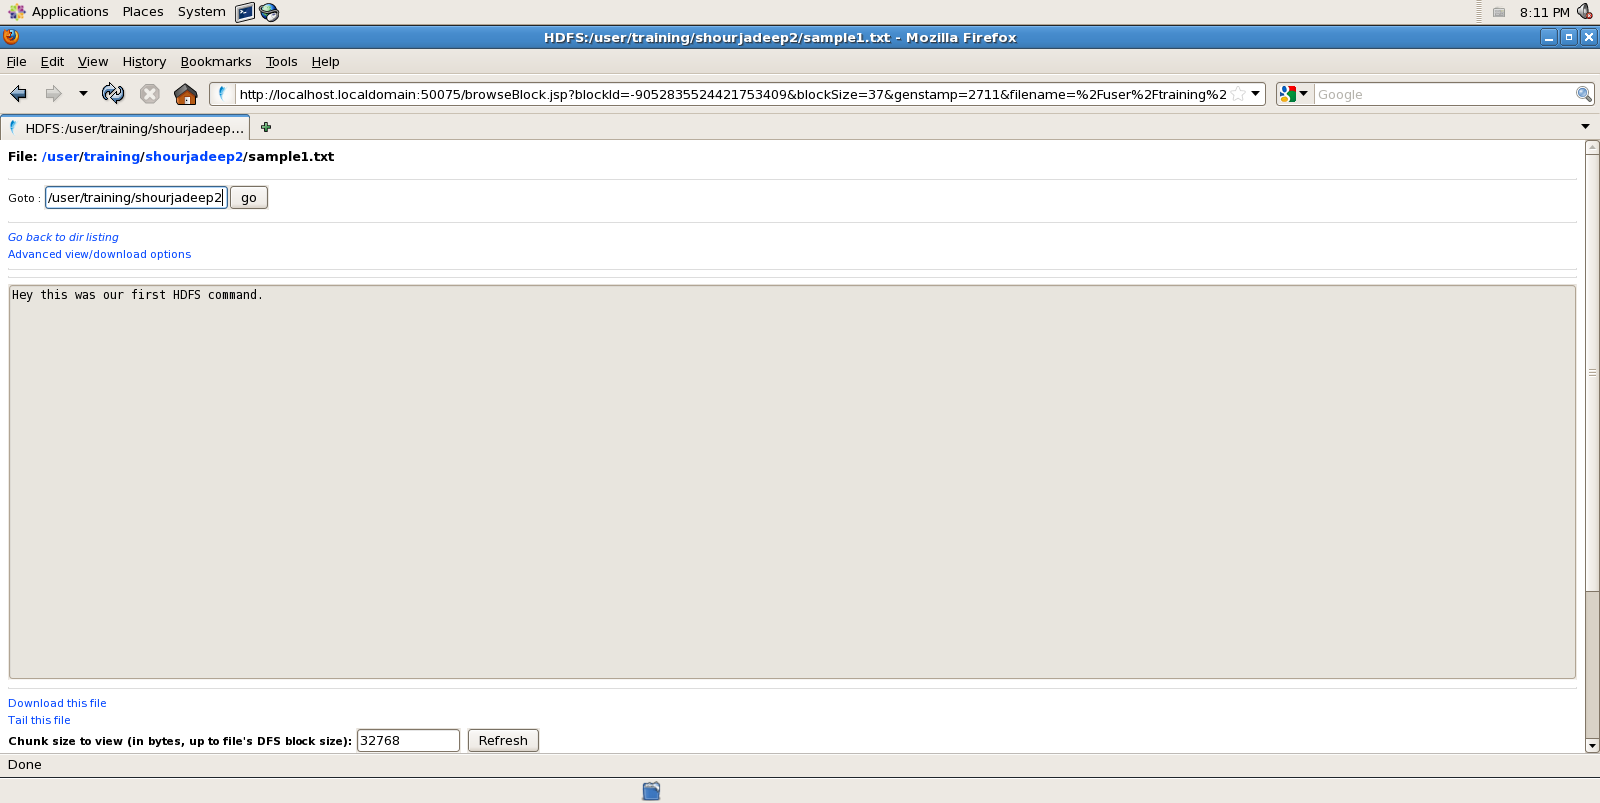 Applications Places System 8:11 PM
HDFS:/user/training/shourjadeep2/sample1.txt - Mozilla Firefox
File Edit View History Bookmarks Tools Help
http://localhost.localdomain:50075/browseBlock.jsp?blockId=-9052835524421753409&blockSize=37&genstamp=2711&filename=%2Fuser%2Ftraining%2 Google
HDFS:/user/training/shourjadeep...
File: /user/training/shourjadeep2/sample1.txt
Goto : /user/training/shourjadeep2 go
Go back to dir listing
Advanced view/download options
Hey this was our first HDFS command.
Download this file
Tail this file
Chunk size to view (in bytes, up to file's DFS block size): 32768 Refresh
Done